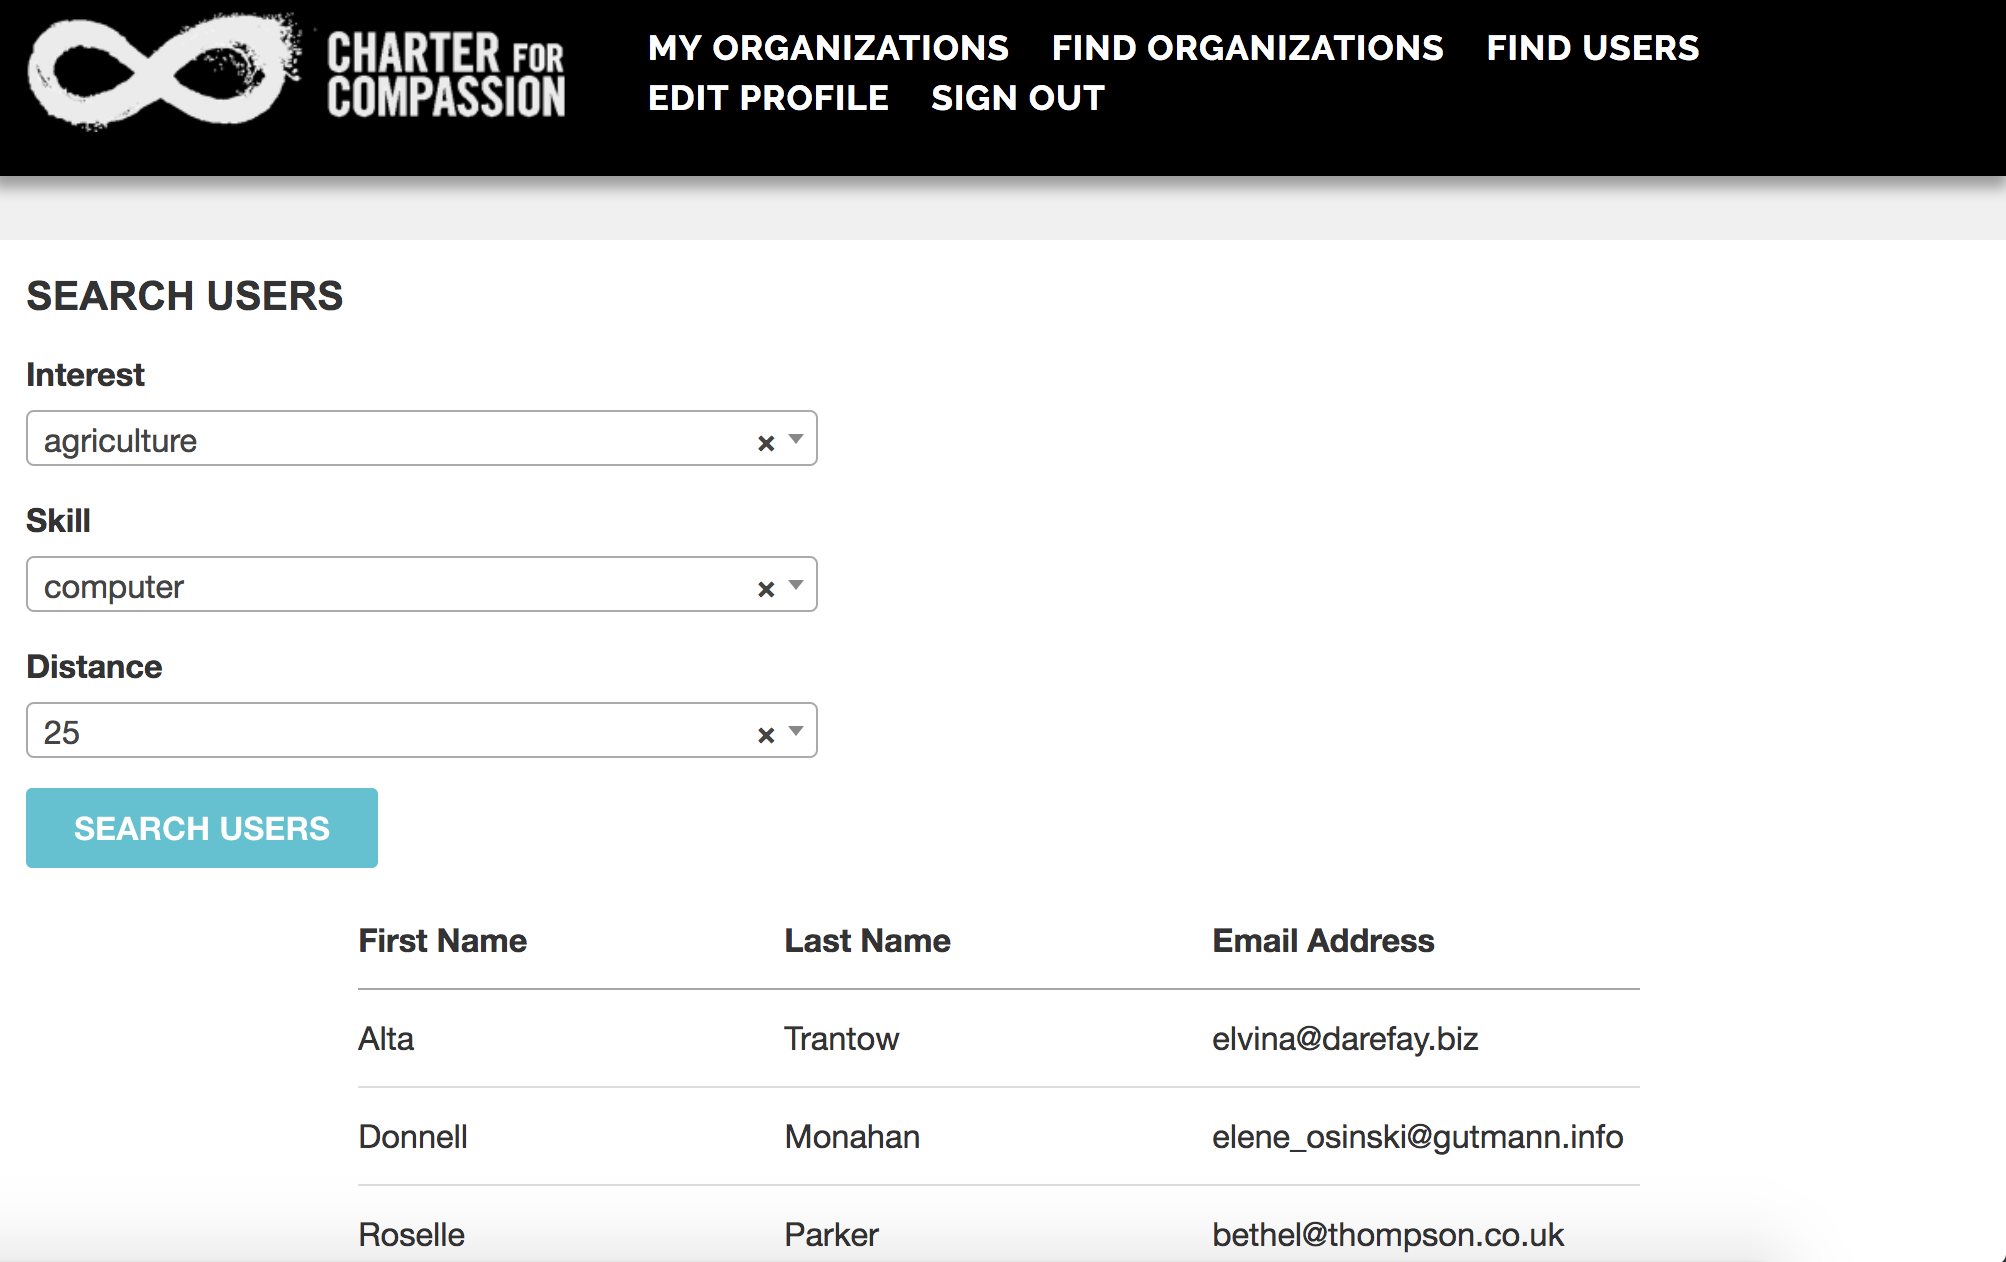 CHARTER FOR
COMPASSION
MY ORGANIZATIONS FIND ORGANIZATIONS FIND USERS
EDIT PROFILE SIGN OUT
SEARCH USERS
Interest
agriculture × 
Skill
computer ×
Distance
25 ×
SEARCH USERS
First Name Last Name Email Address
Alta Trantow elvina@darefay.biz
Donnell Monahan elene_osinski@gutmann.info
Roselle Parker bethel@thompson.co.uk